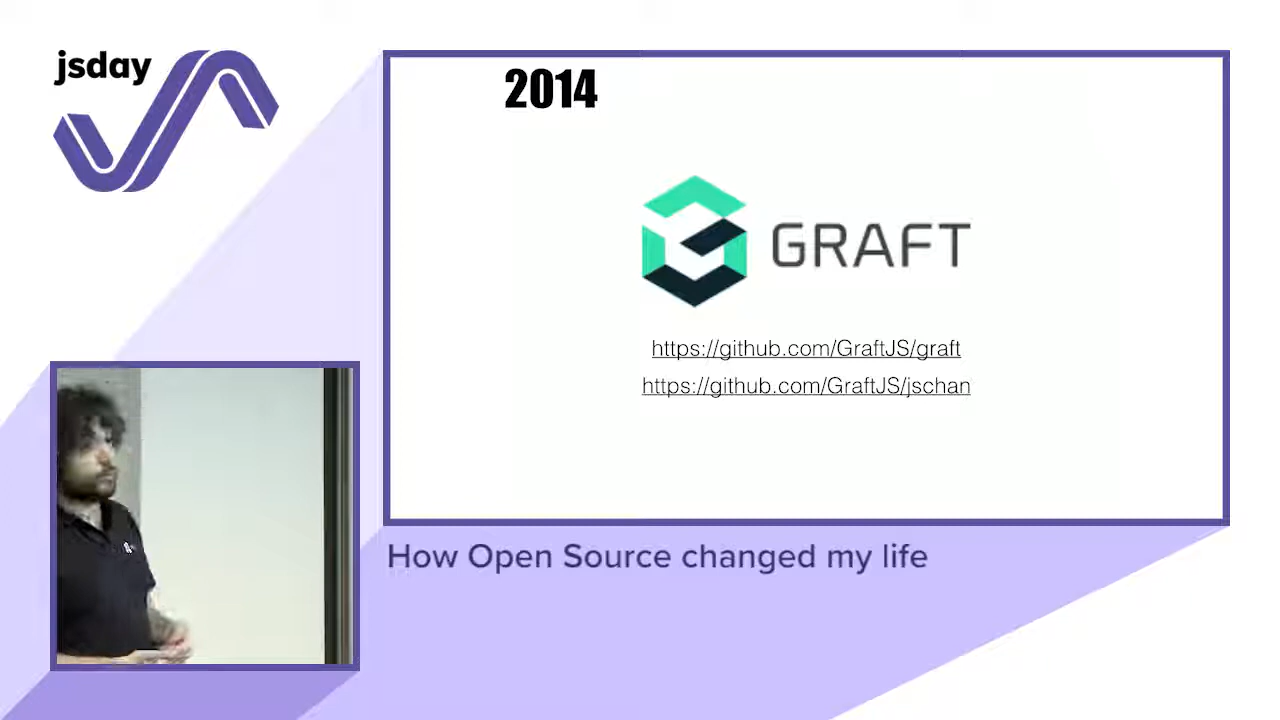 jsday
2014
GRAFT
https://github.com/GraftJS/graft
https://github.com/GraftJS/jschan
How Open Source changed my life